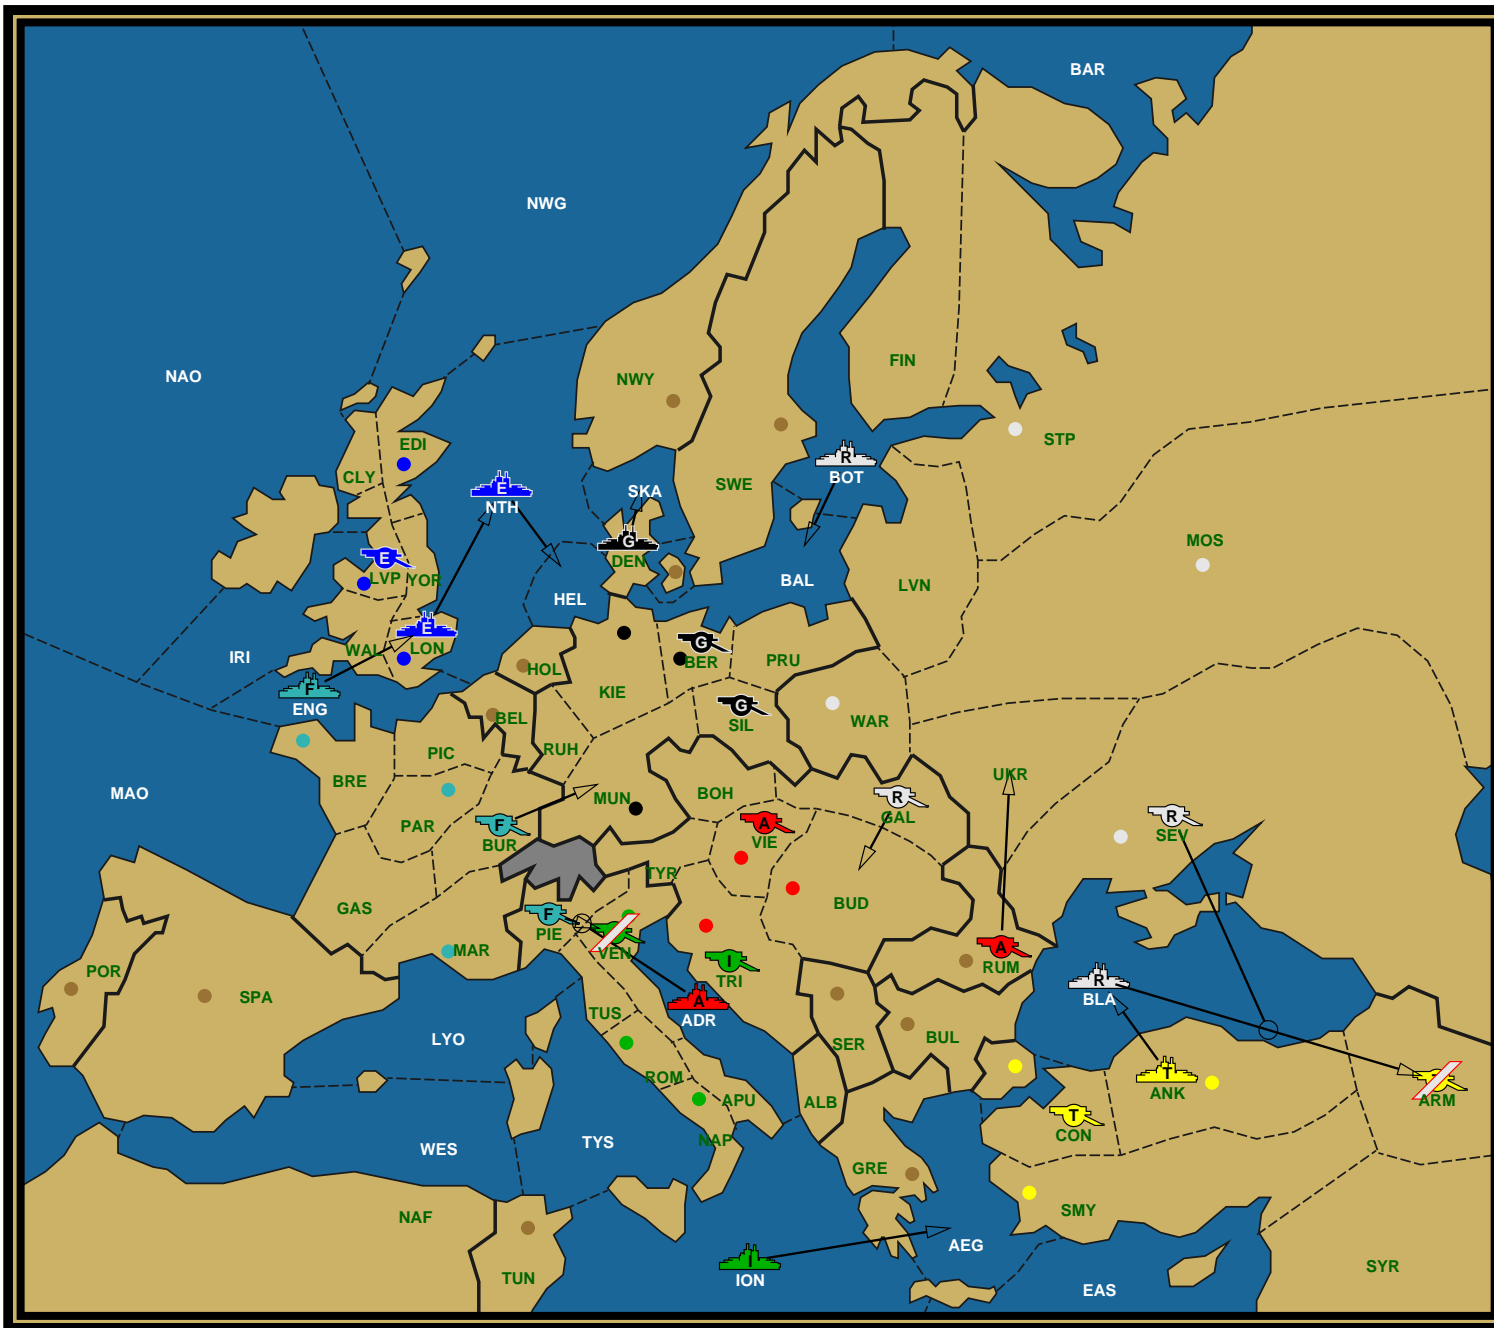 BAR
NWG
NAO
FIN
NWY
STP
EDI
R
CLY
BOT
SWE
SKA
E
NTH
MOS
G
DEN
E
LVP
YOR
BAL
LVN
HEL
E
LON
WAL
IRI
G
BER
PRU
HOL
KIE
F
ENG
G
SIL
BEL
WAR
PIC
RUH
BRE
UKR
MAO
BOH
MUN
R
GAL
R
SEV
PAR
F
BUR
A
VIE
TYR
BUD
GAS
F
PIE
VEN
MAR
A
RUM
I
TRI
POR
R
BLA
SPA
A
ADR
TUS
LYO
BUL
SER
ROM
T
ANK
ARM
APU
ALB
T
CON
NAP
TYS
WES
GRE
SMY
NAF
AEG
I
ION
SYR
TUN
EAS